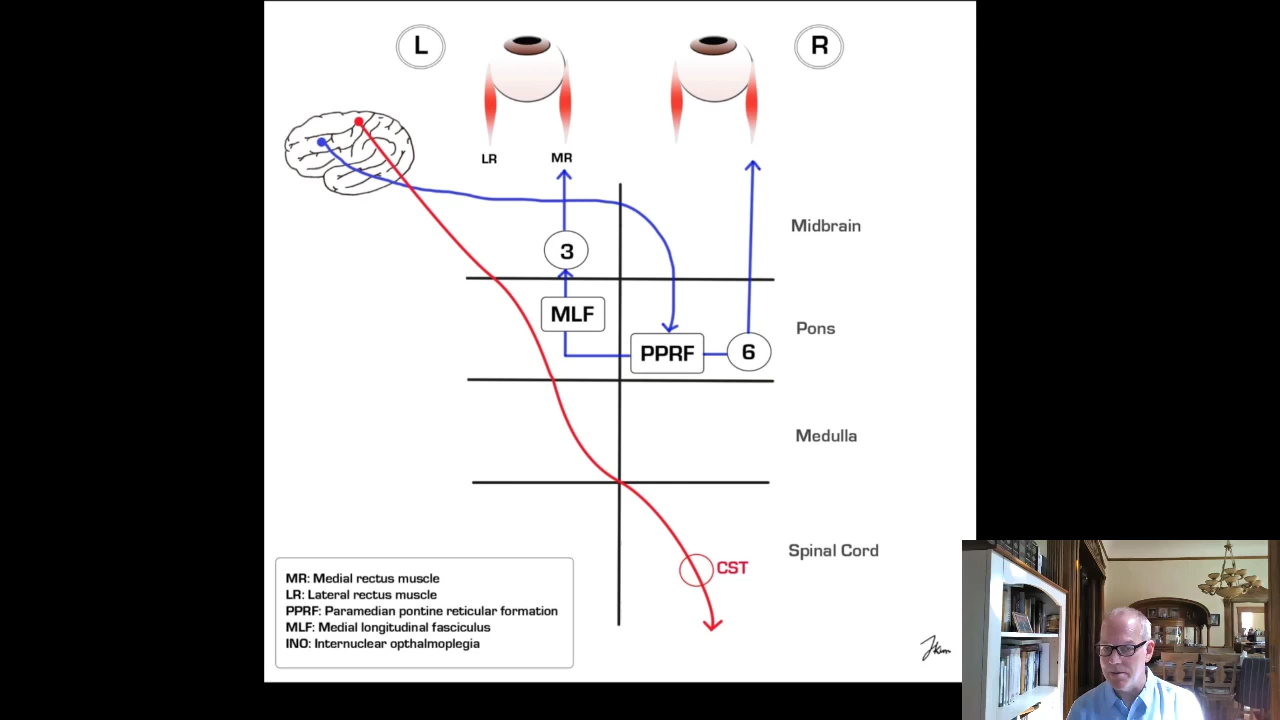 L
R
LR
MR
Midbrain
3
MLF
Pons
PPRF
6
Medulla
Spinal Cord
CST
MR: Medial rectus muscle
LR: Lateral rectus muscle
PPRF: Paramedian pontine reticular formation
MLF: Medial longitudinal fasciculus
INO: Internuclear opthalmoplegia